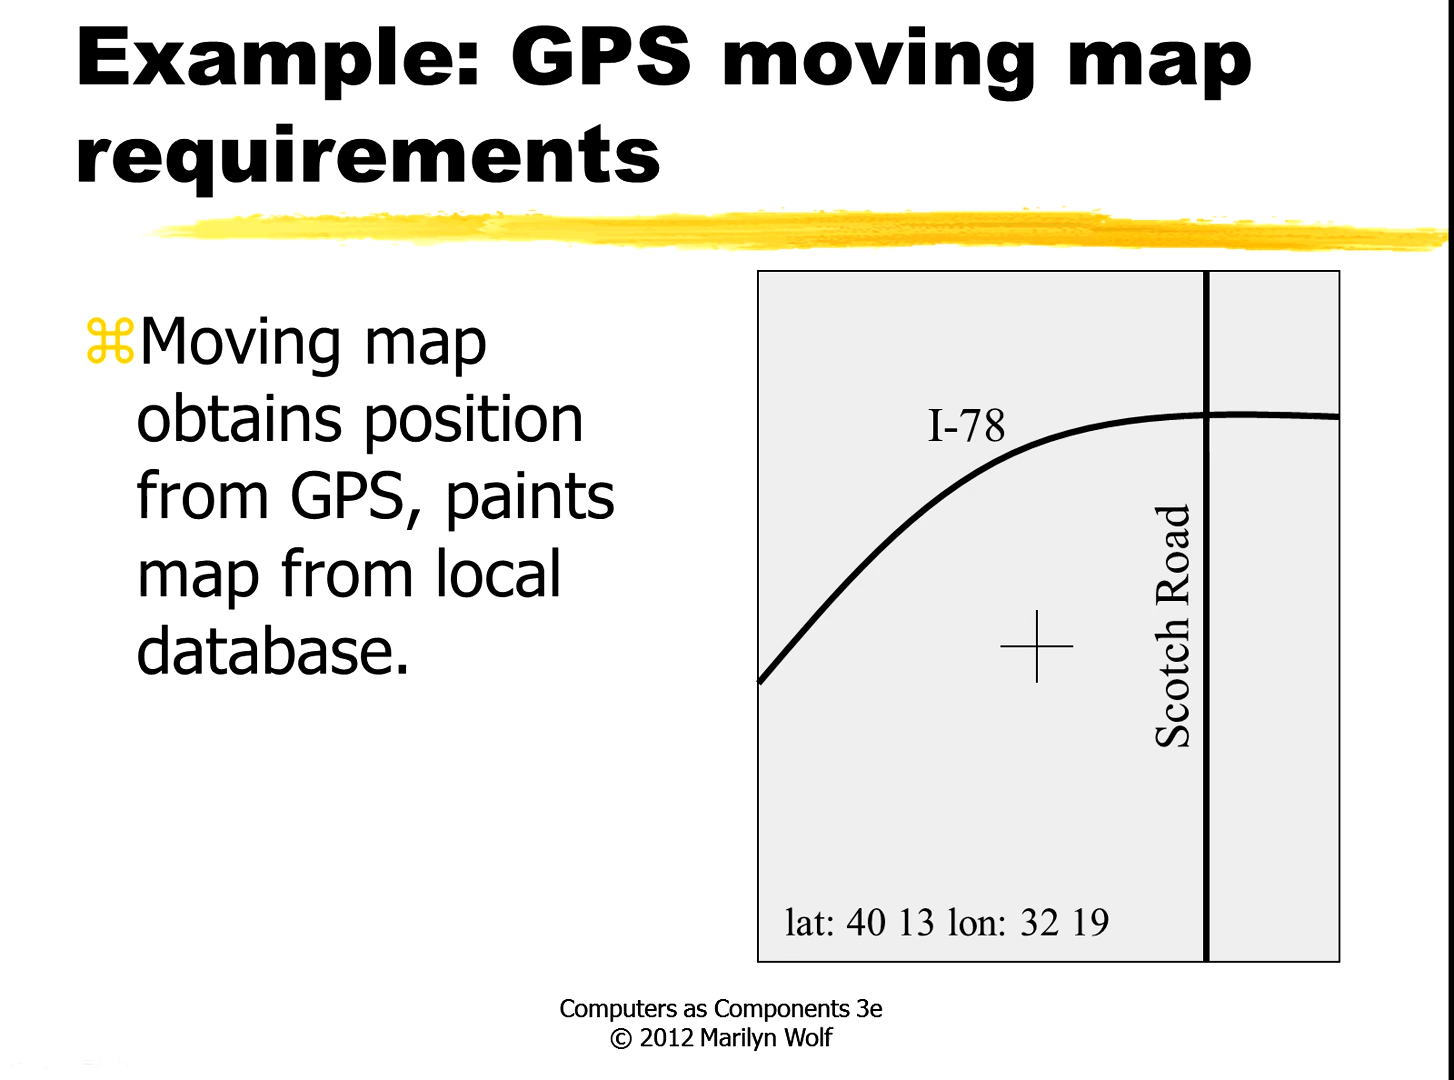 Example: GPS moving map
requirements
⌘Moving map
obtains position
from GPS, paints
map from local
database.
I-78
Scotch Road
lat: 40 13 lon: 32 19
Computers as Components 3e
© 2012 Marilyn Wolf